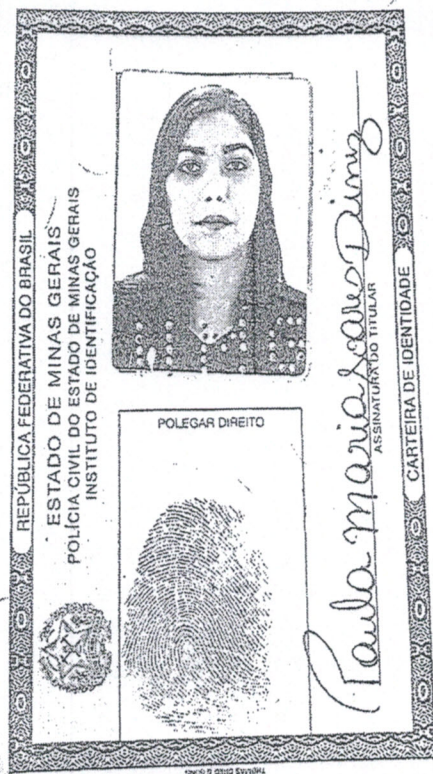 REPÚBLICA FEDERATIVA DO BRASIL
ESTADO DE MINAS GERAIS
POLÍCIA CIVIL DO ESTADO DE MINAS GERAIS
INSTITUTO DE IDENTIFICAÇÃO
POLEGAR DIREITO
Paula Maria Soares Diniz
ASSINATURA DO TITULAR
CARTEIRA DE IDENTIDADE